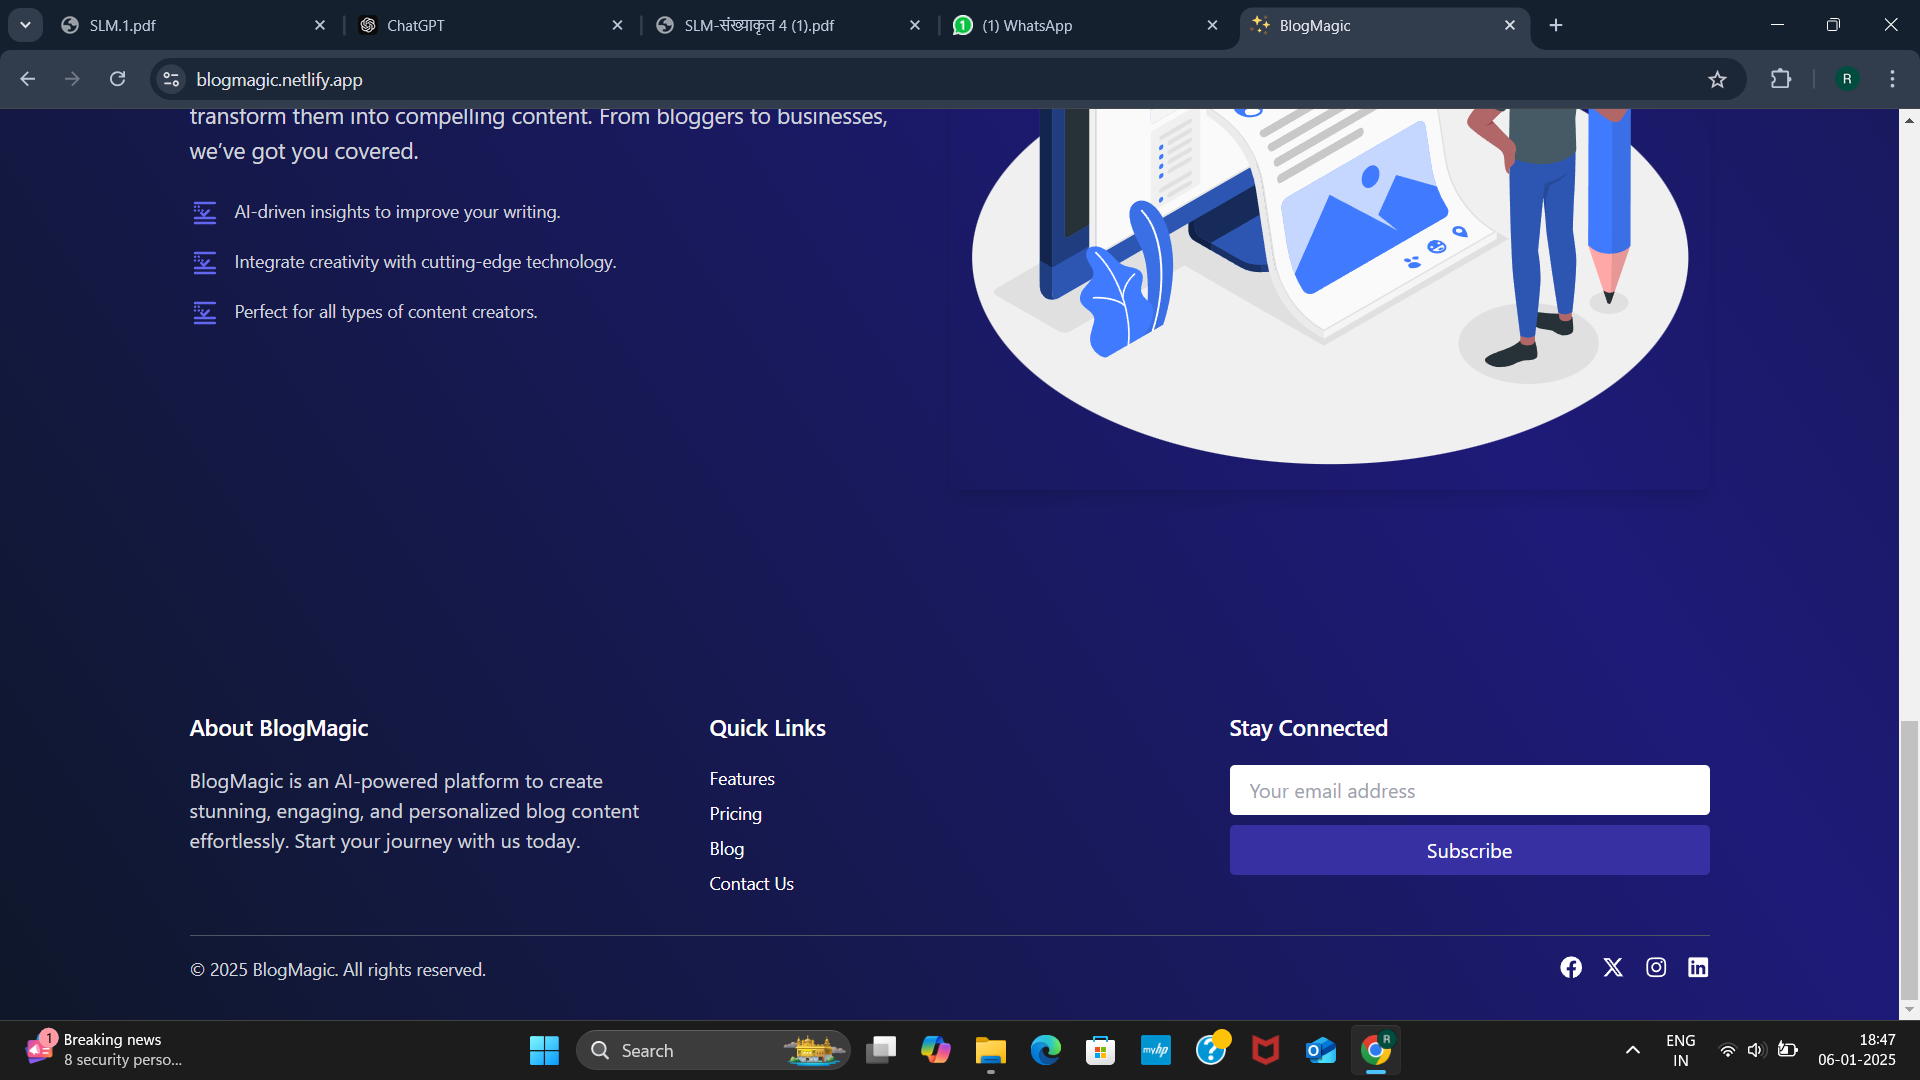 SLM.1.pdf
ChatGPT
SLM-संख्याकृत 4 (1).pdf
(1) WhatsApp
BlogMagic
blogmagic.netlify.app
R
transform them into compelling content. From bloggers to businesses,
we’ve got you covered.
AI-driven insights to improve your writing.
Integrate creativity with cutting-edge technology.
Perfect for all types of content creators.
About BlogMagic
BlogMagic is an AI-powered platform to create
stunning, engaging, and personalized blog content
effortlessly. Start your journey with us today.
Quick Links
Features
Pricing
Blog
Contact Us
Stay Connected
Your email address
Subscribe
© 2025 BlogMagic. All rights reserved.
1
Breaking news
8 security perso...
Search
myhp
R
ENG
IN
18:47
06-01-2025